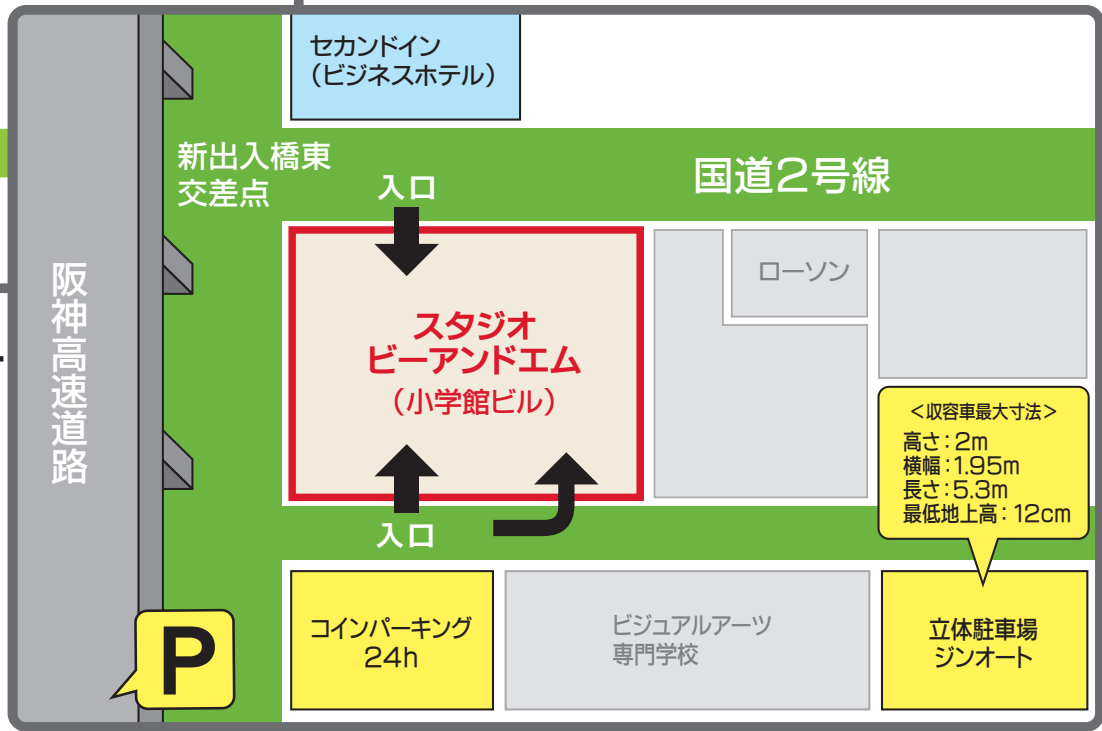 セカンドイン
（ビジネスホテル）
新出入橋東
交差点
国道2号線
入口
阪神高速道路
スタジオ
ビーアンドエム
（小学館ビル）
ローソン
＜収容車最大寸法＞
高さ：2m
横幅：1.95m
長さ：5.3m
最低地上高：12cm
入口
コインパーキング
24h
ビジュアルアーツ
専門学校
立体駐車場
ジンオート
P